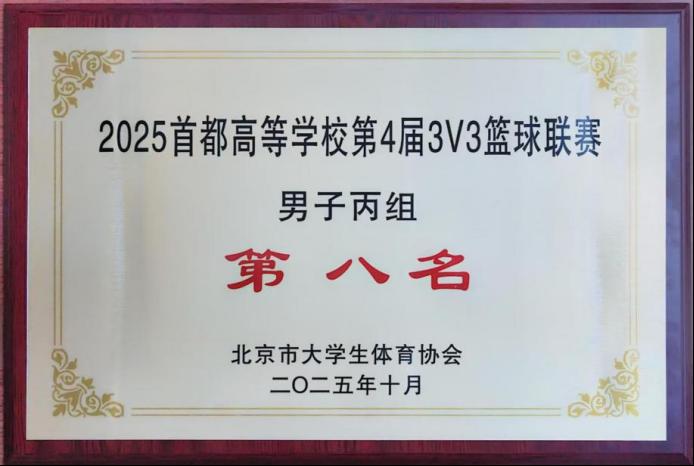 2025首都高等学校第4届3V3篮球联赛
男子丙组
第八名
北京市大学生体育协会
二〇二五年十月